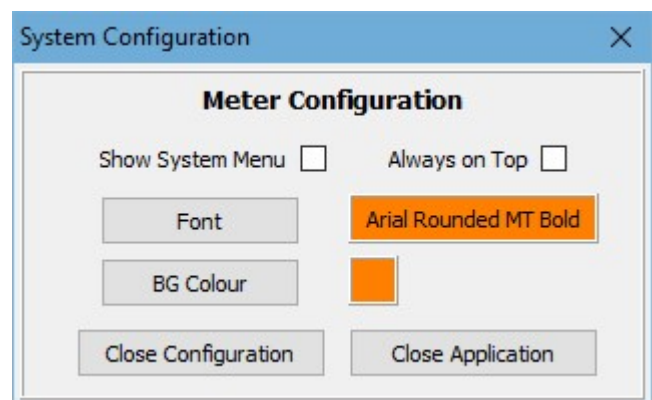 System Configuration
Meter Configuration
Show System Menu Always on Top
Font Arial Rounded MT Bold
BG Colour
Close Configuration Close Application